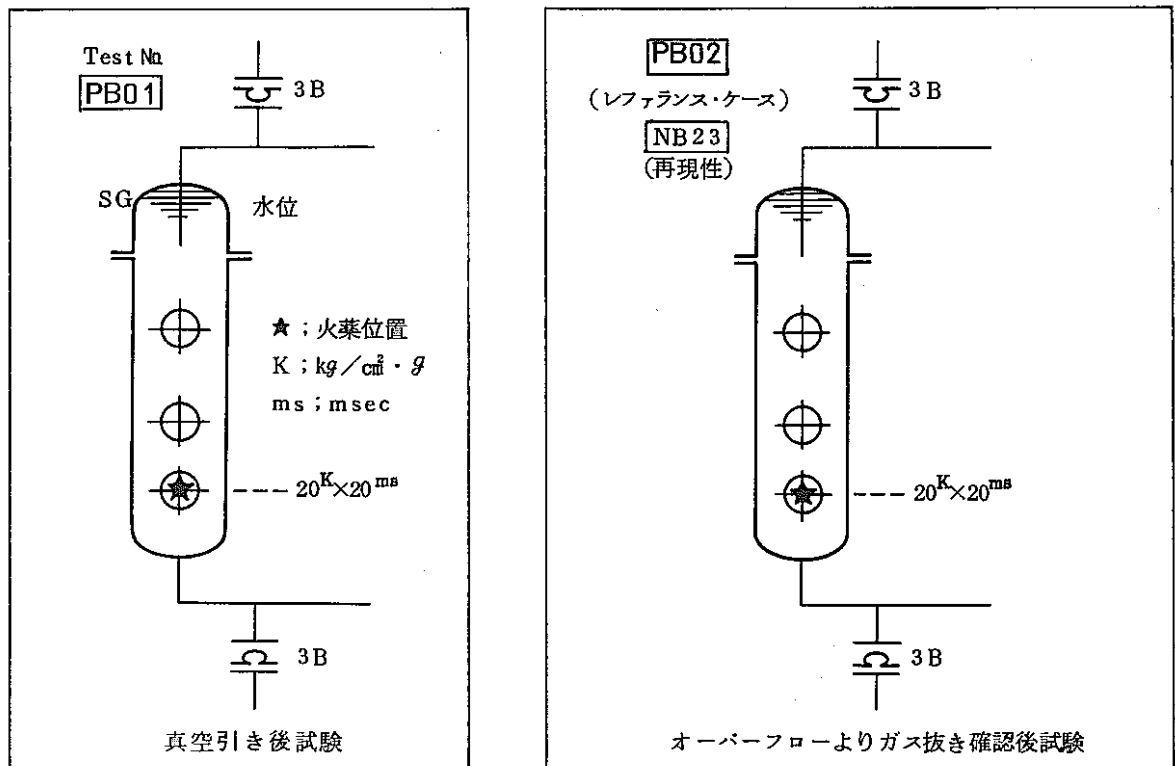 Test No.
PB01
3B
SG
水位
★;火薬位置
K;kg/cm²・g
ms;msec
20ᴷ×20ᵐˢ
3B
真空引き後試験
PB02
(レファランス・ケース)
NB23
(再現性)
3B
20ᴷ×20ᵐˢ
3B
オーバーフローよりガス抜き確認後試験